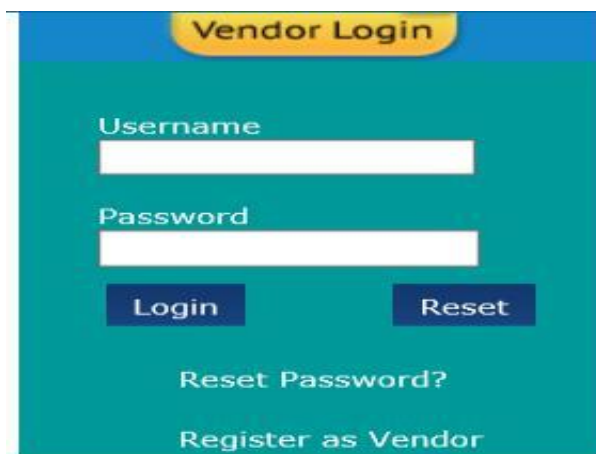 Vendor Login
Username
Password
Login Reset
Reset Password?
Register as Vendor